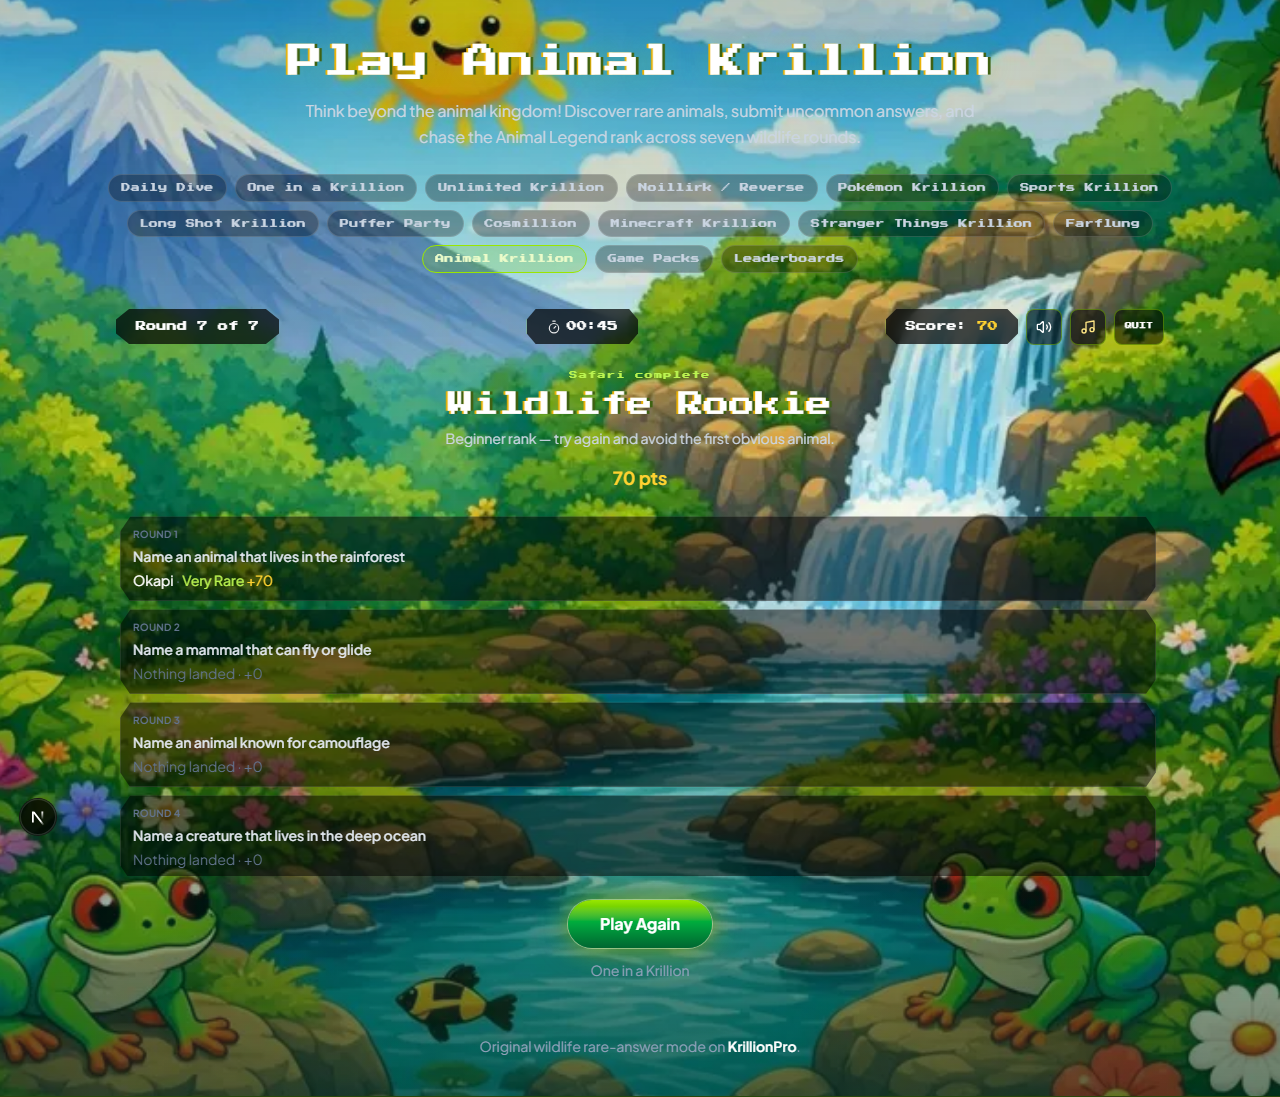 Play Animal Krillion
Think beyond the animal kingdom! Discover rare animals, submit uncommon answers, and
chase the Animal Legend rank across seven wildlife rounds.
Daily Dive One in a Krillion Unlimited Krillion Noillirk / Reverse Pokémon Krillion Sports Krillion
Long Shot Krillion Puffer Party Cosmillion Minecraft Krillion Stranger Things Krillion Farflung
Animal Krillion Game Packs Leaderboards
Round 7 of 7 00:45 Score: 70 QUIT
Safari complete
Wildlife Rookie
Beginner rank — try again and avoid the first obvious animal.
70 pts
ROUND 1
Name an animal that lives in the rainforest
Okapi · Very Rare +70
ROUND 2
Name a mammal that can fly or glide
Nothing landed · +0
ROUND 3
Name an animal known for camouflage
Nothing landed · +0
ROUND 4
Name a creature that lives in the deep ocean
Nothing landed · +0
N
Play Again
One in a Krillion
Original wildlife rare-answer mode on KrillionPro.